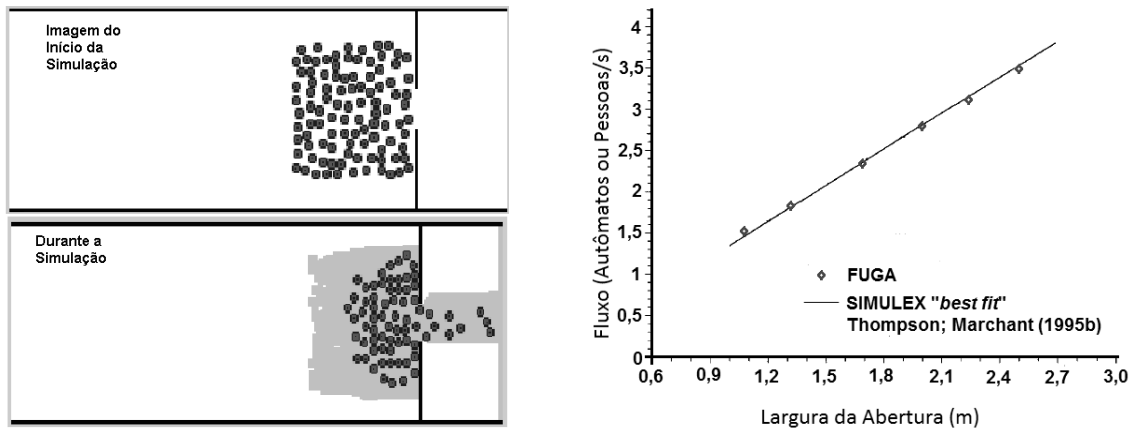 Imagem do
Início da
Simulação
Durante a
Simulação
Fluxo (Autômatos ou Pessoas/s)
4
3,5
3
2,5
2
1,5
1
0,5
0
FUGA
SIMULEX "best fit"
Thompson; Marchant (1995b)
0,6 0,9 1,2 1,5 1,8 2,1 2,4 2,7 3,0
Largura da Abertura (m)